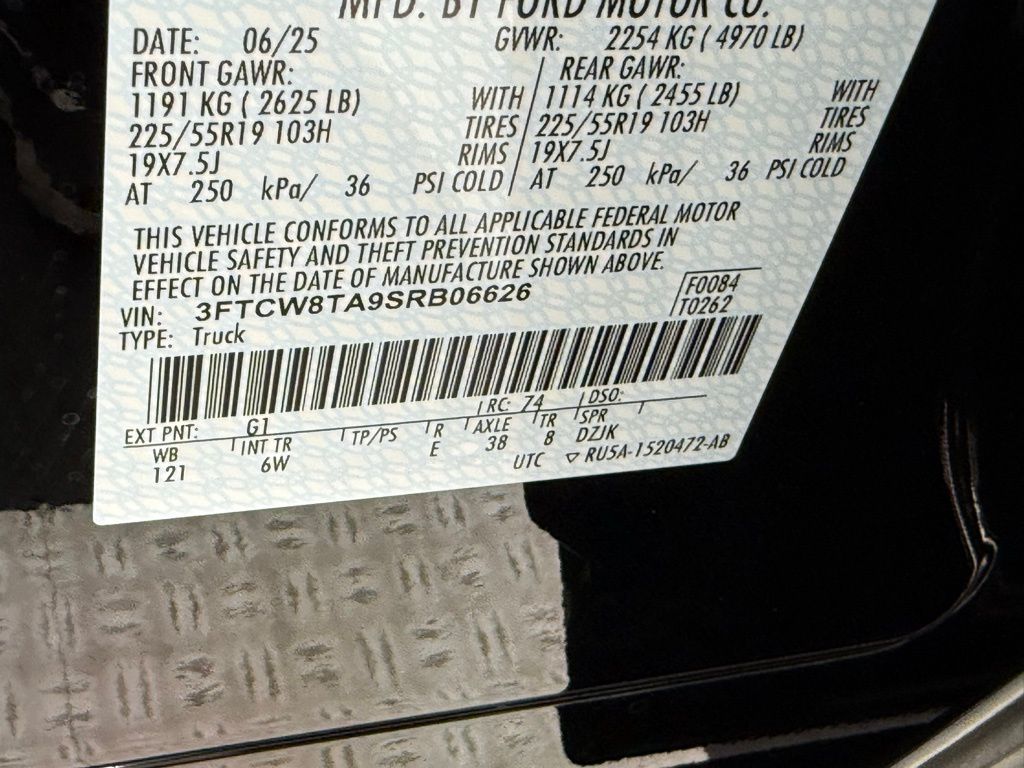 MFD. BY FORD MOTOR CO.
DATE: 06/25 GVWR: 2254 KG ( 4970 LB)
FRONT GAWR: REAR GAWR:
1191 KG ( 2625 LB) WITH 1114 KG ( 2455 LB) WITH
225/55R19 103H TIRES 225/55R19 103H TIRES
19X7.5J RIMS 19X7.5J RIMS
AT 250 kPa/ 36 PSI COLD AT 250 kPa/ 36 PSI COLD
THIS VEHICLE CONFORMS TO ALL APPLICABLE FEDERAL MOTOR
VEHICLE SAFETY AND THEFT PREVENTION STANDARDS IN
EFFECT ON THE DATE OF MANUFACTURE SHOWN ABOVE.
VIN: 3FTCW8TA9SRB06626 F0084
TYPE: Truck T0262
EXT PNT: G1 RC: 74 DSO:
WB INT TR TP/PS R AXLE TR SPR
121 6W E 38 8 DZJK
UTC ▽ RU5A-1520472-AB